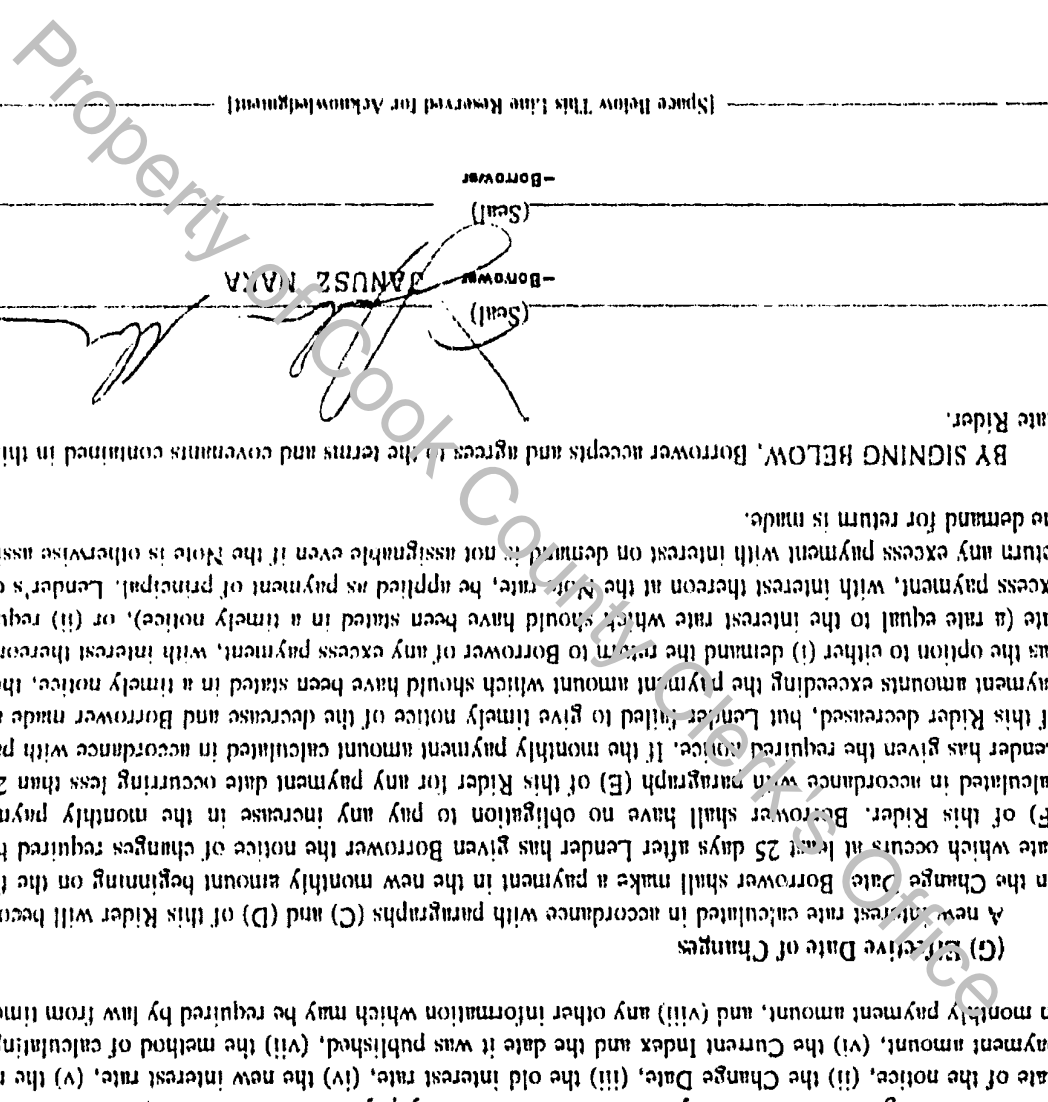 ate of the notice, (ii) the Change Date, (iii) the old interest rate, (iv) the new interest rate, (v) the n
payment amount, (vi) the Current Index and the date it was published, (vii) the method of calculating
n monthly payment amount, and (viii) any other information which may be required by law from time
(G) Effective Date of Changes
A new interest rate calculated in accordance with paragraphs (C) and (D) of this Rider will beco
n the Change Date. Borrower shall make a payment in the new monthly amount beginning on the f
ate which occurs at least 25 days after Lender has given Borrower the notice of changes required b
F) of this Rider. Borrower shall have no obligation to pay any increase in the monthly paym
alculated in accordance with paragraph (E) of this Rider for any payment date occurring less than 2
ender has given the required notice. If the monthly payment amount calculated in accordance with pa
f this Rider decreased, but Lender failed to give timely notice of the decrease and Borrower made a
ayment amounts exceeding the payment amount which should have been stated in a timely notice, the
as the option to either (i) demand the return to Borrower of any excess payment, with interest thereon
ate (a rate equal to the interest rate which should have been stated in a timely notice), or (ii) requ
xcess payment, with interest thereon at the Note rate, be applied as payment of principal. Lender's o
eturn any excess payment with interest on demand is not assignable even if the Note is otherwise assi
he demand for return is made.
BY SIGNING BELOW, Borrower accepts and agrees to the terms and covenants contained in thi
ate Rider.
(Seal)
-Borrower JANUSZ MARA
(Seal)
-Borrower
[Space Below This Line Reserved for Acknowledgment]
Property of Cook County Clerk's Office